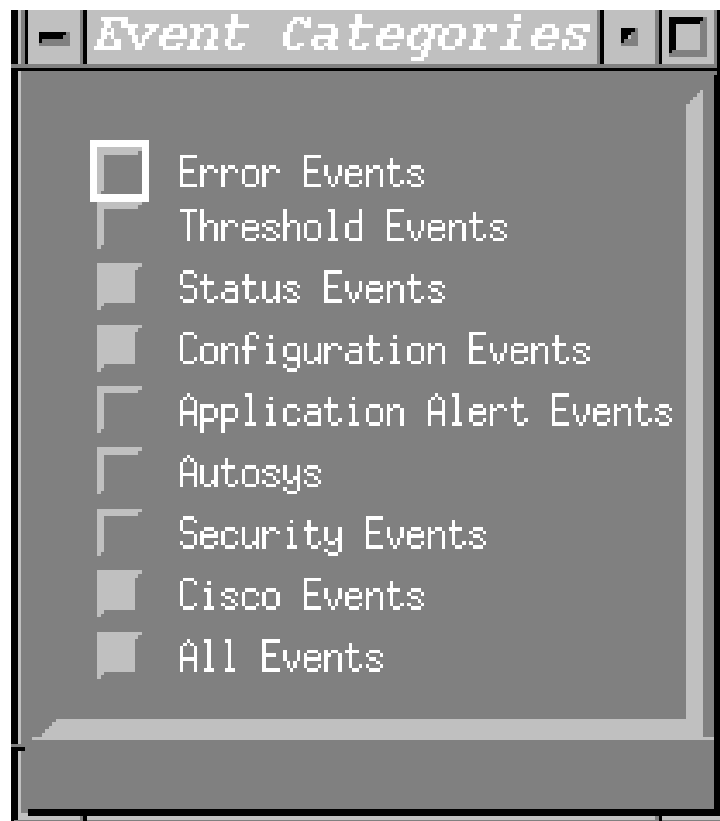 Event Categories
Error Events
Threshold Events
Status Events
Configuration Events
Application Alert Events
Autosys
Security Events
Cisco Events
All Events